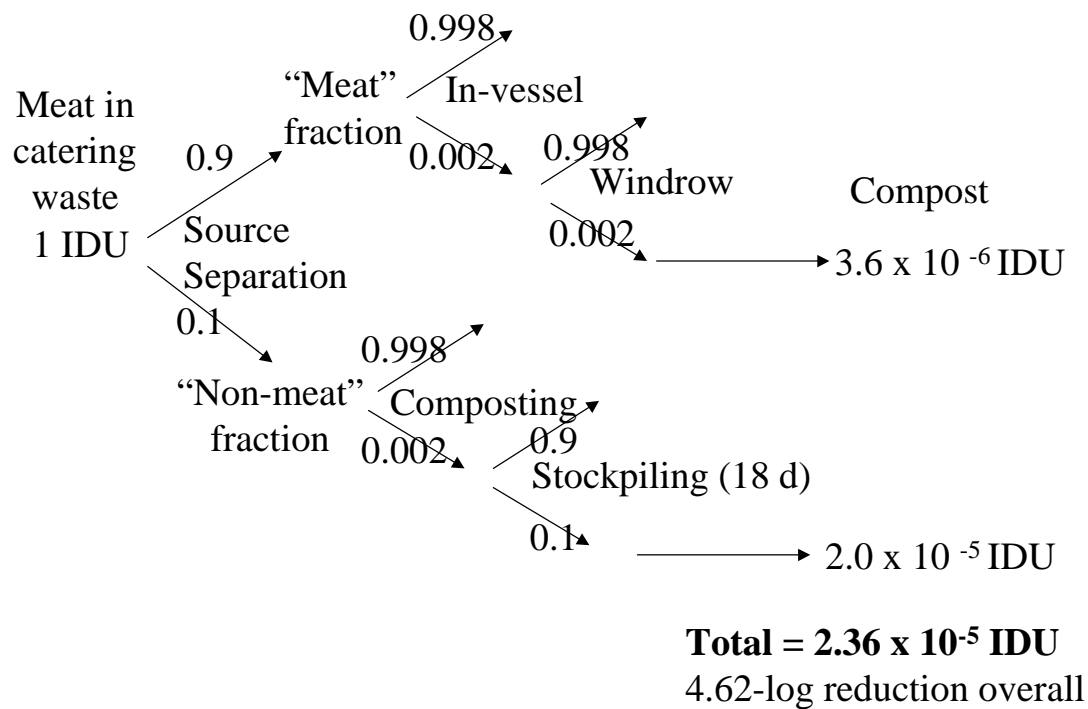 0.998
“Meat”
fraction
In-vessel
Meat in
catering
waste
1 IDU
0.9
0.002
0.998
Windrow
0.002
Compost
3.6 x 10 -6 IDU
Source
Separation
0.1
0.998
“Non-meat”
fraction
Composting
0.002
0.9
Stockpiling (18 d)
0.1
2.0 x 10 -5 IDU
Total = 2.36 x 10-5 IDU
4.62-log reduction overall